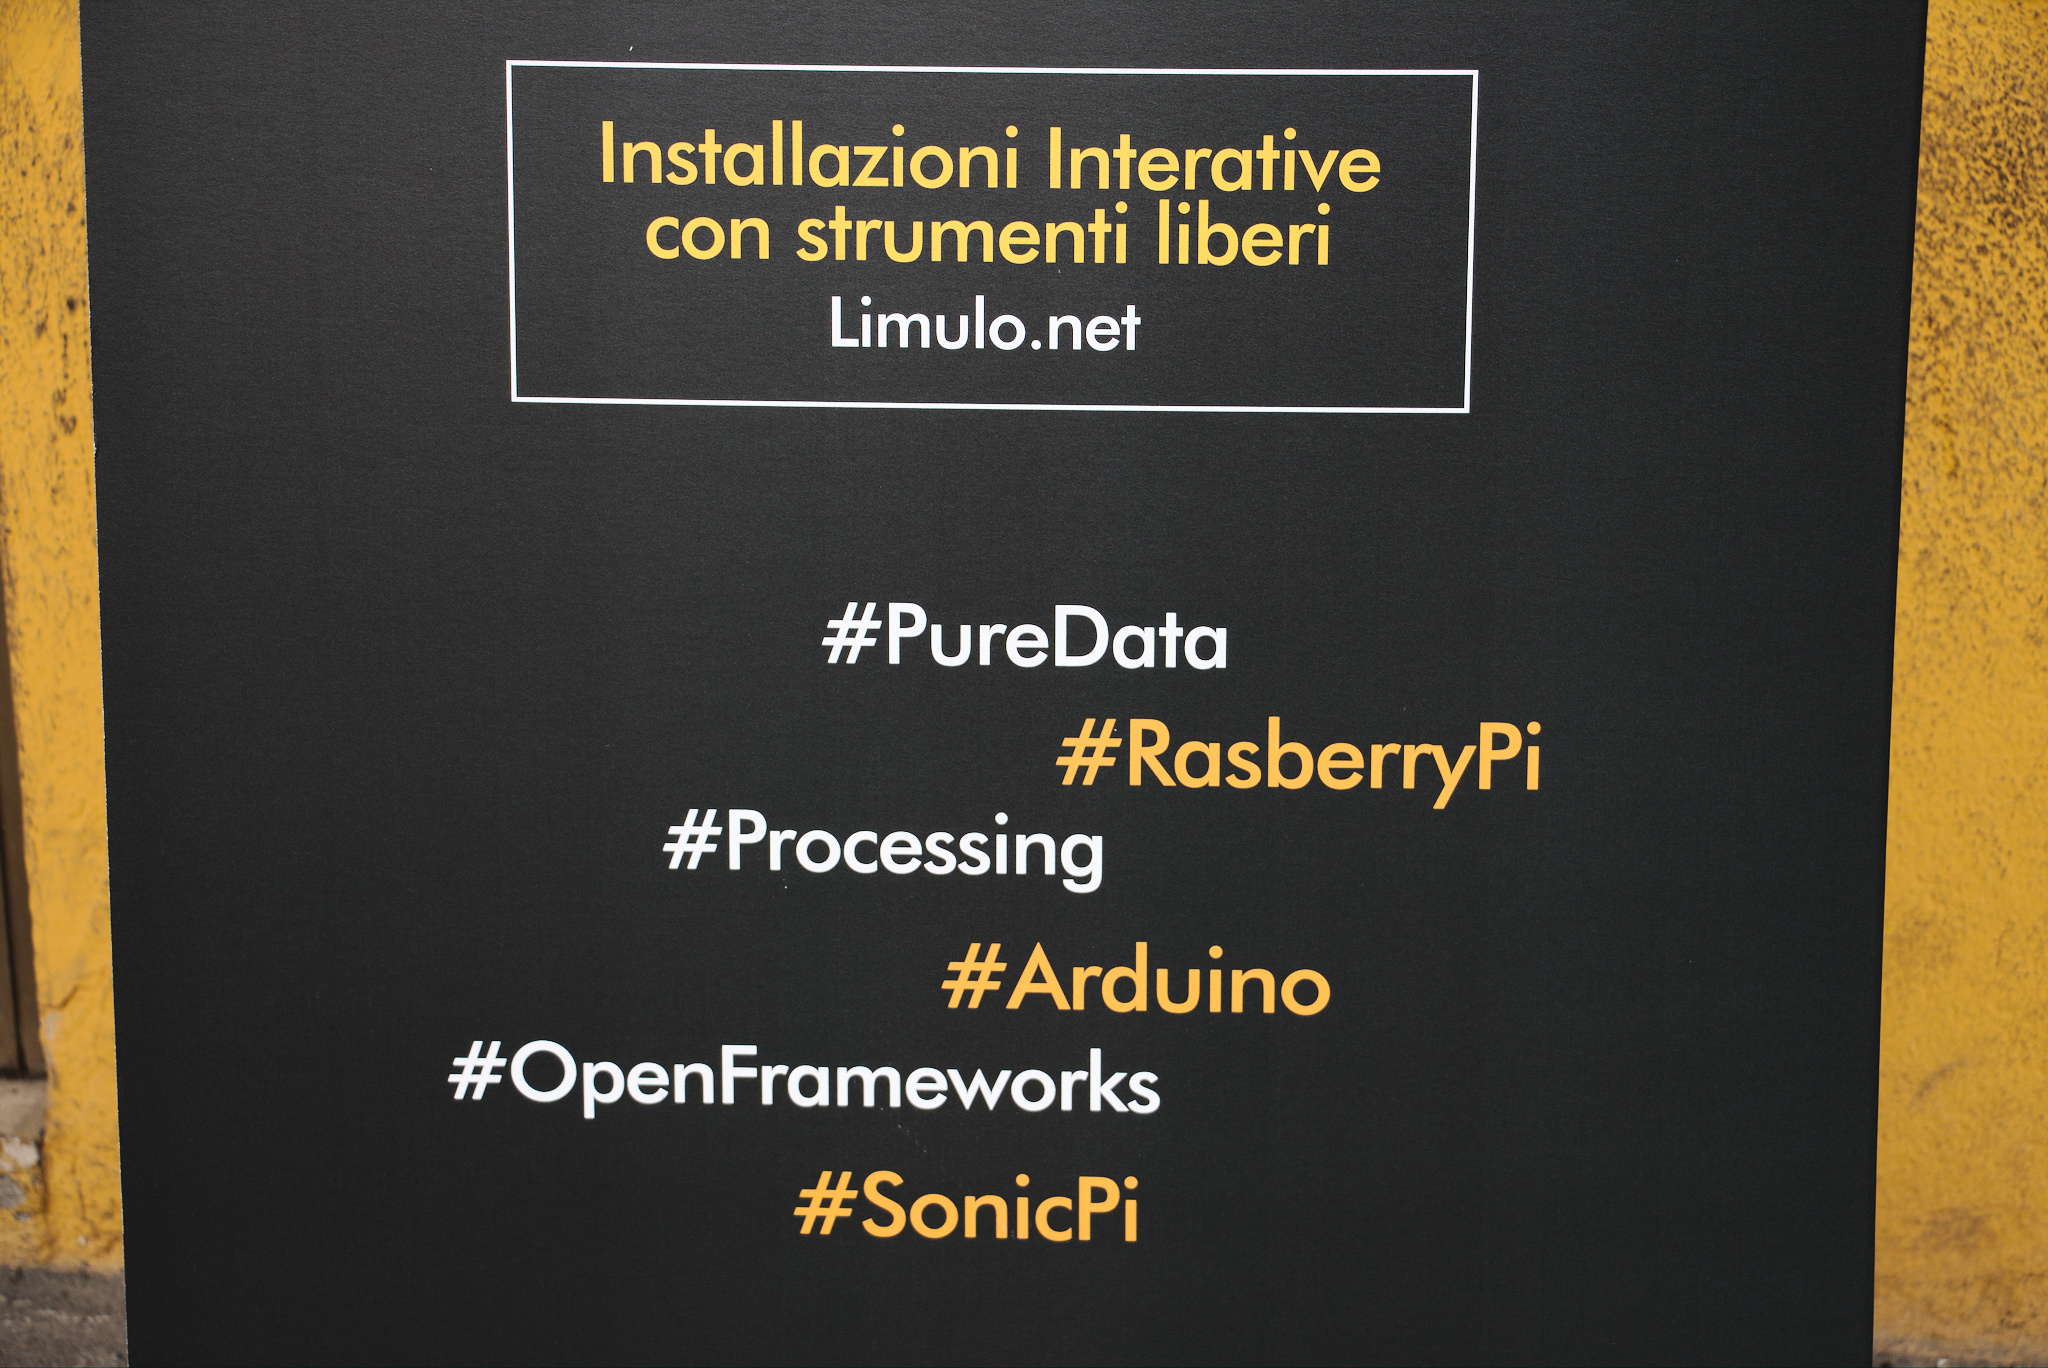 Installazioni Interative
con strumenti liberi
Limulo.net
#PureData
#RasberryPi
#Processing
#Arduino
#OpenFrameworks
#SonicPi